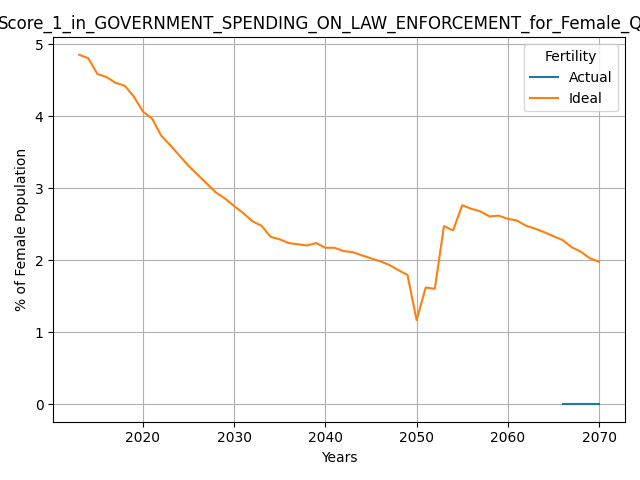 Score_1_in_GOVERNMENT_SPENDING_ON_LAW_ENFORCEMENT_for_Female_Q
Fertility
Actual
Ideal
% of Female Population
5
4
3
2
1
0
2020 2030 2040 2050 2060 2070
Years